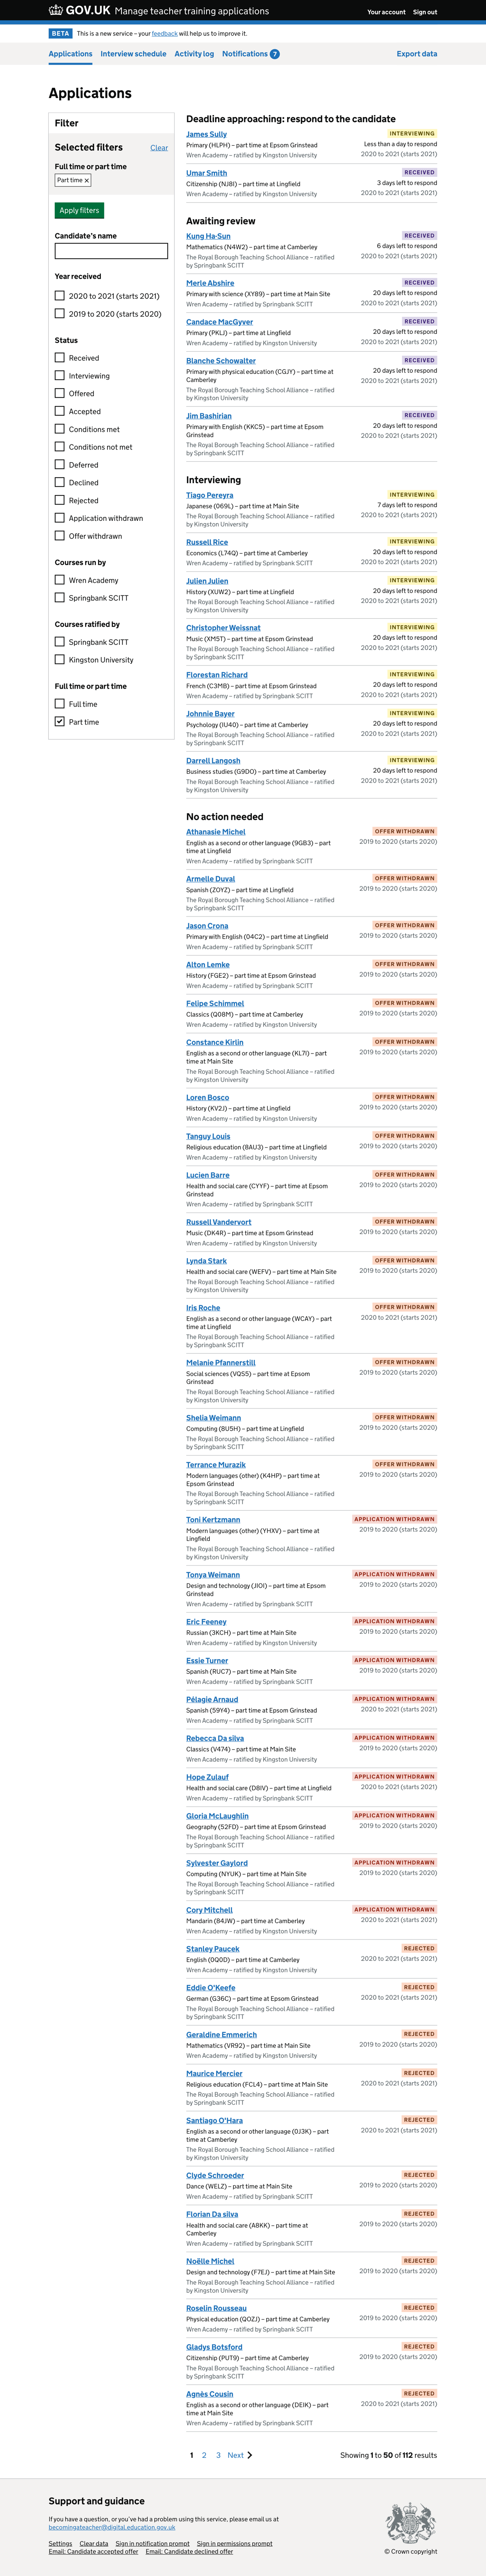 GOV.UK Manage teacher training applications
Your account Sign out
BETA This is a new service – your feedback will help us to improve it.
Applications Interview schedule Activity log Notifications 7 Export data
Applications
Filter
Selected filters Clear
Full time or part time
Part time ×
Apply filters
Candidate's name
Year received
2020 to 2021 (starts 2021)
2019 to 2020 (starts 2020)
Status
Received
Interviewing
Offered
Accepted
Conditions met
Conditions not met
Deferred
Declined
Rejected
Application withdrawn
Offer withdrawn
Courses run by
Wren Academy
Springbank SCITT
Courses ratified by
Springbank SCITT
Kingston University
Full time or part time
Full time
Part time
Deadline approaching: respond to the candidate
James Sully INTERVIEWING
Primary (HLPH) – part time at Epsom Grinstead Less than a day to respond
Wren Academy – ratified by Kingston University 2020 to 2021 (starts 2021)
Umar Smith RECEIVED
Citizenship (NJ8I) – part time at Lingfield 3 days left to respond
Wren Academy – ratified by Kingston University 2020 to 2021 (starts 2021)
Awaiting review
Kung Ha-Sun RECEIVED
Mathematics (N4W2) – part time at Camberley 6 days left to respond
The Royal Borough Teaching School Alliance – ratified 2020 to 2021 (starts 2021)
by Springbank SCITT
Merle Abshire RECEIVED
Primary with science (XY89) – part time at Main Site 20 days left to respond
Wren Academy – ratified by Springbank SCITT 2020 to 2021 (starts 2021)
Candace MacGyver RECEIVED
Primary (PKLJ) – part time at Lingfield 20 days left to respond
Wren Academy – ratified by Kingston University 2020 to 2021 (starts 2021)
Blanche Schowalter RECEIVED
Primary with physical education (CGJY) – part time at 20 days left to respond
Camberley 2020 to 2021 (starts 2021)
The Royal Borough Teaching School Alliance – ratified
by Kingston University
Jim Bashirian RECEIVED
Primary with English (KKC5) – part time at Epsom 20 days left to respond
Grinstead 2020 to 2021 (starts 2021)
The Royal Borough Teaching School Alliance – ratified
by Springbank SCITT
Interviewing
Tiago Pereyra INTERVIEWING
Japanese (069L) – part time at Main Site 7 days left to respond
The Royal Borough Teaching School Alliance – ratified 2020 to 2021 (starts 2021)
by Kingston University
Russell Rice INTERVIEWING
Economics (L74Q) – part time at Camberley 20 days left to respond
Wren Academy – ratified by Springbank SCITT 2020 to 2021 (starts 2021)
Julien Julien INTERVIEWING
History (XUW2) – part time at Lingfield 20 days left to respond
The Royal Borough Teaching School Alliance – ratified 2020 to 2021 (starts 2021)
by Kingston University
Christopher Weissnat INTERVIEWING
Music (XM5T) – part time at Epsom Grinstead 20 days left to respond
The Royal Borough Teaching School Alliance – ratified 2020 to 2021 (starts 2021)
by Springbank SCITT
Florestan Richard INTERVIEWING
French (C3MB) – part time at Epsom Grinstead 20 days left to respond
Wren Academy – ratified by Springbank SCITT 2020 to 2021 (starts 2021)
Johnnie Bayer INTERVIEWING
Psychology (IU40) – part time at Camberley 20 days left to respond
The Royal Borough Teaching School Alliance – ratified 2020 to 2021 (starts 2021)
by Springbank SCITT
Darrell Langosh INTERVIEWING
Business studies (G9DO) – part time at Camberley 20 days left to respond
The Royal Borough Teaching School Alliance – ratified 2020 to 2021 (starts 2021)
by Kingston University
No action needed
Athanasie Michel OFFER WITHDRAWN
English as a second or other language (9GB3) – part 2019 to 2020 (starts 2020)
time at Lingfield
Wren Academy – ratified by Springbank SCITT
Armelle Duval OFFER WITHDRAWN
Spanish (ZOYZ) – part time at Lingfield 2019 to 2020 (starts 2020)
The Royal Borough Teaching School Alliance – ratified
by Springbank SCITT
Jason Crona OFFER WITHDRAWN
Primary with English (04C2) – part time at Lingfield 2019 to 2020 (starts 2020)
Wren Academy – ratified by Springbank SCITT
Alton Lemke OFFER WITHDRAWN
History (FGE2) – part time at Epsom Grinstead 2019 to 2020 (starts 2020)
Wren Academy – ratified by Springbank SCITT
Felipe Schimmel OFFER WITHDRAWN
Classics (Q08M) – part time at Camberley 2019 to 2020 (starts 2020)
Wren Academy – ratified by Kingston University
Constance Kirlin OFFER WITHDRAWN
English as a second or other language (KL7I) – part 2019 to 2020 (starts 2020)
time at Main Site
The Royal Borough Teaching School Alliance – ratified
by Kingston University
Loren Bosco OFFER WITHDRAWN
History (KV2J) – part time at Lingfield 2019 to 2020 (starts 2020)
Wren Academy – ratified by Kingston University
Tanguy Louis OFFER WITHDRAWN
Religious education (8AU3) – part time at Lingfield 2019 to 2020 (starts 2020)
Wren Academy – ratified by Kingston University
Lucien Barre OFFER WITHDRAWN
Health and social care (CYYF) – part time at Epsom 2019 to 2020 (starts 2020)
Grinstead
Wren Academy – ratified by Springbank SCITT
Russell Vandervort OFFER WITHDRAWN
Music (DK4R) – part time at Epsom Grinstead 2019 to 2020 (starts 2020)
Wren Academy – ratified by Kingston University
Lynda Stark OFFER WITHDRAWN
Health and social care (WEFV) – part time at Main Site 2019 to 2020 (starts 2020)
The Royal Borough Teaching School Alliance – ratified
by Kingston University
Iris Roche OFFER WITHDRAWN
English as a second or other language (WCAY) – part 2020 to 2021 (starts 2021)
time at Lingfield
The Royal Borough Teaching School Alliance – ratified
by Springbank SCITT
Melanie Pfannerstill OFFER WITHDRAWN
Social sciences (VQS5) – part time at Epsom 2019 to 2020 (starts 2020)
Grinstead
The Royal Borough Teaching School Alliance – ratified
by Kingston University
Shelia Weimann OFFER WITHDRAWN
Computing (8U5H) – part time at Lingfield 2019 to 2020 (starts 2020)
The Royal Borough Teaching School Alliance – ratified
by Springbank SCITT
Terrance Murazik OFFER WITHDRAWN
Modern languages (other) (K4HP) – part time at 2019 to 2020 (starts 2020)
Epsom Grinstead
The Royal Borough Teaching School Alliance – ratified
by Springbank SCITT
Toni Kertzmann APPLICATION WITHDRAWN
Modern languages (other) (YHXV) – part time at 2019 to 2020 (starts 2020)
Lingfield
The Royal Borough Teaching School Alliance – ratified
by Kingston University
Tonya Weimann APPLICATION WITHDRAWN
Design and technology (JIOI) – part time at Epsom 2019 to 2020 (starts 2020)
Grinstead
Wren Academy – ratified by Springbank SCITT
Eric Feeney APPLICATION WITHDRAWN
Russian (3KCH) – part time at Main Site 2019 to 2020 (starts 2020)
Wren Academy – ratified by Kingston University
Essie Turner APPLICATION WITHDRAWN
Spanish (RUC7) – part time at Main Site 2019 to 2020 (starts 2020)
Wren Academy – ratified by Springbank SCITT
Pélagie Arnaud APPLICATION WITHDRAWN
Spanish (59Y4) – part time at Epsom Grinstead 2020 to 2021 (starts 2021)
Wren Academy – ratified by Springbank SCITT
Rebecca Da silva APPLICATION WITHDRAWN
Classics (V474) – part time at Main Site 2019 to 2020 (starts 2020)
Wren Academy – ratified by Kingston University
Hope Zulauf APPLICATION WITHDRAWN
Health and social care (D8IV) – part time at Lingfield 2020 to 2021 (starts 2021)
Wren Academy – ratified by Springbank SCITT
Gloria McLaughlin APPLICATION WITHDRAWN
Geography (52FD) – part time at Epsom Grinstead 2019 to 2020 (starts 2020)
The Royal Borough Teaching School Alliance – ratified
by Springbank SCITT
Sylvester Gaylord APPLICATION WITHDRAWN
Computing (NYUK) – part time at Main Site 2019 to 2020 (starts 2020)
The Royal Borough Teaching School Alliance – ratified
by Springbank SCITT
Cory Mitchell APPLICATION WITHDRAWN
Mandarin (84JW) – part time at Camberley 2020 to 2021 (starts 2021)
Wren Academy – ratified by Kingston University
Stanley Paucek REJECTED
English (0Q0D) – part time at Camberley 2020 to 2021 (starts 2021)
Wren Academy – ratified by Kingston University
Eddie O'Keefe REJECTED
German (G36C) – part time at Epsom Grinstead 2020 to 2021 (starts 2021)
The Royal Borough Teaching School Alliance – ratified
by Springbank SCITT
Geraldine Emmerich REJECTED
Mathematics (VR92) – part time at Main Site 2019 to 2020 (starts 2020)
Wren Academy – ratified by Kingston University
Maurice Mercier REJECTED
Religious education (FCL4) – part time at Main Site 2020 to 2021 (starts 2021)
The Royal Borough Teaching School Alliance – ratified
by Springbank SCITT
Santiago O'Hara REJECTED
English as a second or other language (0J3K) – part 2020 to 2021 (starts 2021)
time at Camberley
The Royal Borough Teaching School Alliance – ratified
by Kingston University
Clyde Schroeder REJECTED
Dance (WELZ) – part time at Main Site 2019 to 2020 (starts 2020)
Wren Academy – ratified by Springbank SCITT
Florian Da silva REJECTED
Health and social care (A8KK) – part time at 2019 to 2020 (starts 2020)
Camberley
Wren Academy – ratified by Springbank SCITT
Noëlle Michel REJECTED
Design and technology (F7EJ) – part time at Main Site 2019 to 2020 (starts 2020)
The Royal Borough Teaching School Alliance – ratified
by Kingston University
Roselin Rousseau REJECTED
Physical education (QOZJ) – part time at Camberley 2019 to 2020 (starts 2020)
Wren Academy – ratified by Springbank SCITT
Gladys Botsford REJECTED
Citizenship (PUT9) – part time at Camberley 2019 to 2020 (starts 2020)
The Royal Borough Teaching School Alliance – ratified
by Springbank SCITT
Agnès Cousin REJECTED
English as a second or other language (DEIK) – part 2020 to 2021 (starts 2021)
time at Main Site
Wren Academy – ratified by Springbank SCITT
1 2 3 Next Showing 1 to 50 of 112 results
Support and guidance
If you have a question, or you've had a problem using this service, please email us at
becomingateacher@digital.education.gov.uk
Settings Clear data Sign in notification prompt Sign in permissions prompt
Email: Candidate accepted offer Email: Candidate declined offer
© Crown copyright